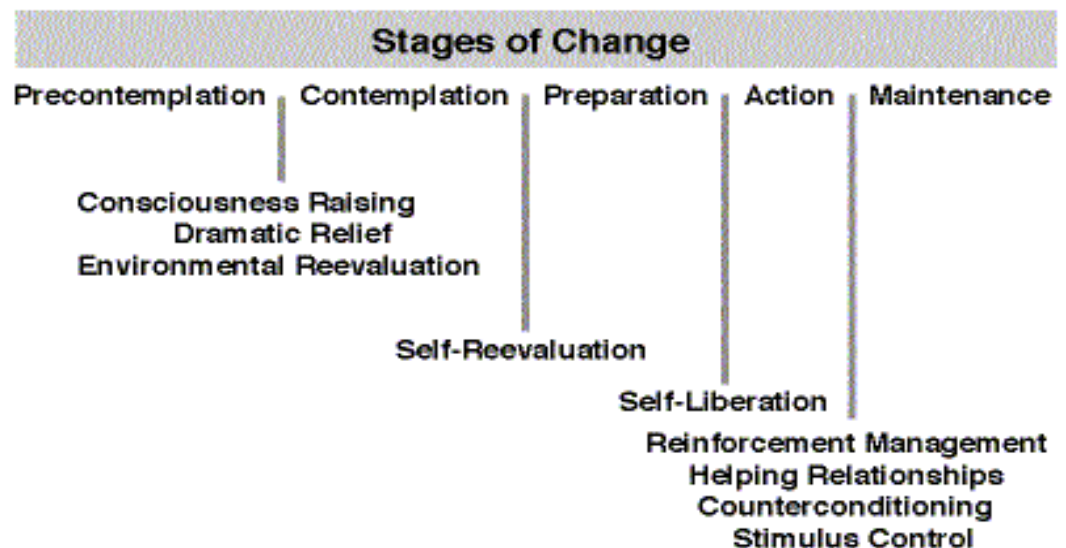 Stages of Change
Precontemplation Contemplation Preparation Action Maintenance
Consciousness Raising
Dramatic Relief
Environmental Reevaluation
Self-Reevaluation
Self-Liberation
Reinforcement Management
Helping Relationships
Counterconditioning
Stimulus Control